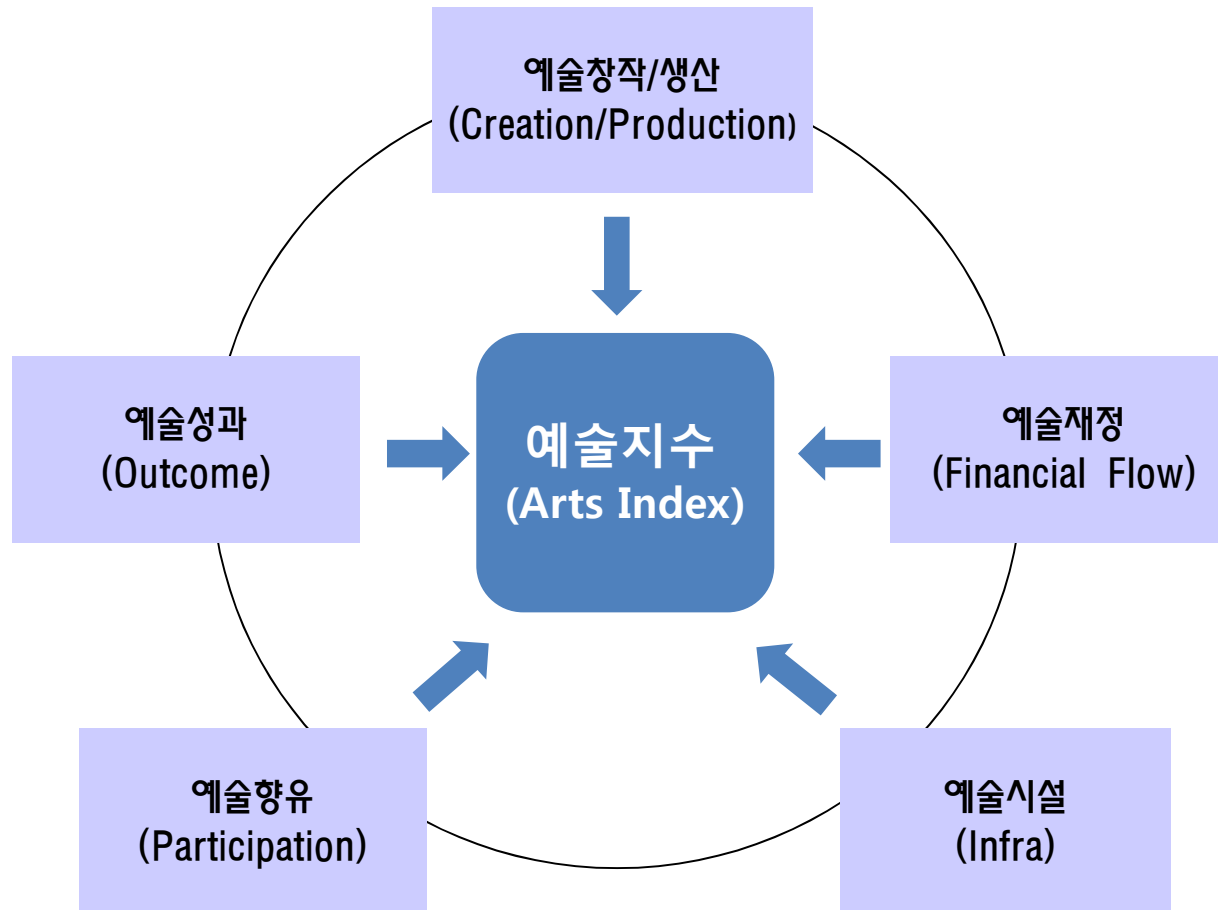 예술창작/생산
(Creation/Production)
예술성과
(Outcome)
예술지수
(Arts Index)
예술재정
(Financial Flow)
예술향유
(Participation)
예술시설
(Infra)